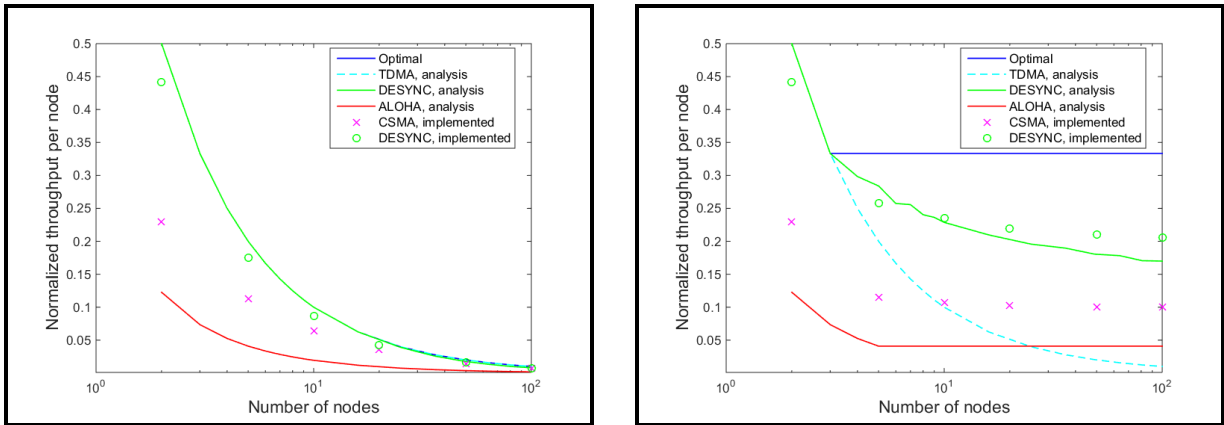 0.5
0.45
0.4
0.35
0.3
0.25
0.2
0.15
0.1
0.05
Normalized throughput per node
Optimal
TDMA, analysis
DESYNC, analysis
ALOHA, analysis
CSMA, implemented
DESYNC, implemented
10^0
10^1
10^2
Number of nodes
0.5
0.45
0.4
0.35
0.3
0.25
0.2
0.15
0.1
0.05
Normalized throughput per node
Optimal
TDMA, analysis
DESYNC, analysis
ALOHA, analysis
CSMA, implemented
DESYNC, implemented
10^0
10^1
10^2
Number of nodes